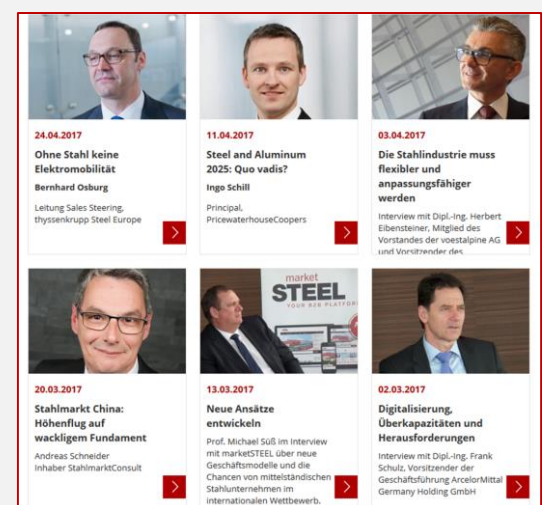 24.04.2017
Ohne Stahl keine
Elektromobilität
Bernhard Osburg
Leitung Sales Steering,
thyssenkrupp Steel Europe
11.04.2017
Steel and Aluminum
2025: Quo vadis?
Ingo Schill
Principal,
PricewaterhouseCoopers
03.04.2017
Die Stahlindustrie muss
flexibler und
anpassungsfähiger
werden
Interview mit Dipl.-Ing. Herbert
Eibensteiner, Mitglied des
Vorstandes der voestalpine AG
und Vorsitzender des
20.03.2017
Stahlmarkt China:
Höhenflug auf
wackligem Fundament
Andreas Schneider
Inhaber StahlmarktConsult
market
STEEL
YOUR B2B PLATFORM
13.03.2017
Neue Ansätze
entwickeln
Prof. Michael Süß im Interview
mit marketSTEEL über neue
Geschäftsmodelle und die
Chancen von mittelständischen
Stahlunternehmen im
internationalen Wettbewerb.
02.03.2017
Digitalisierung,
Überkapazitäten und
Herausforderungen
Interview mit Dipl.-Ing. Frank
Schulz, Vorsitzender der
Geschäftsführung ArcelorMittal
Germany Holding GmbH